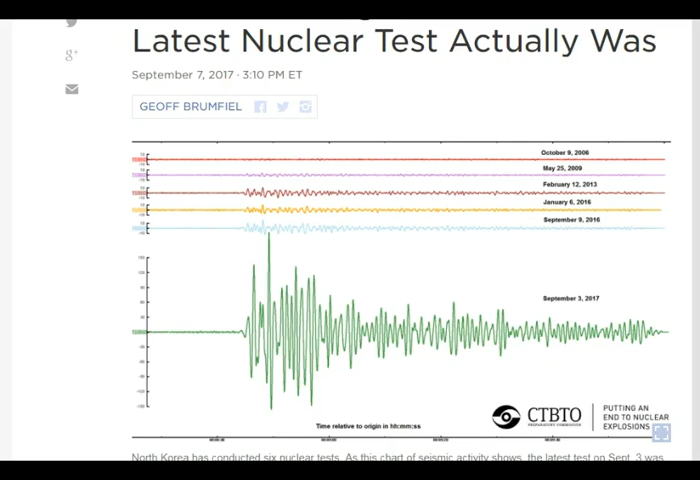 Latest Nuclear Test Actually Was
September 7, 2017 · 3:10 PM ET
GEOFF BRUMFIEL
October 9, 2006
May 25, 2009
February 12, 2013
January 6, 2016
September 9, 2016
September 3, 2017
CTBTO
PREPARATORY COMMISSION
PUTTING AN
END TO NUCLEAR
EXPLOSIONS
Time relative to origin in hh:mm:ss
North Korea has conducted six nuclear tests. As this chart of seismic activity shows, the latest test on Sept. 3 was